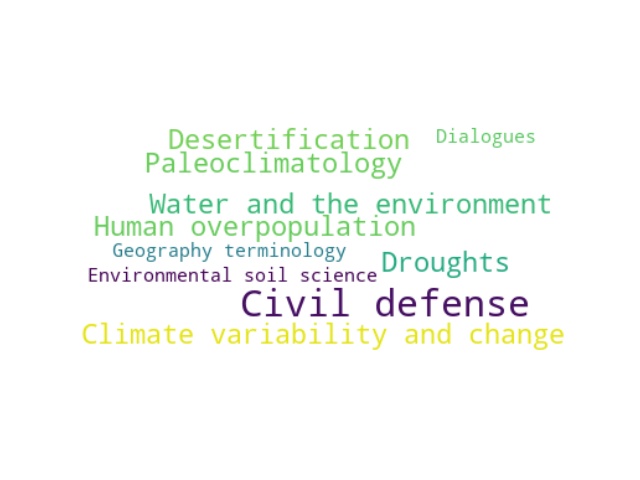 Desertification Dialogues
Paleoclimatology
Water and the environment
Human overpopulation
Geography terminology
Droughts
Environmental soil science
Civil defense
Climate variability and change